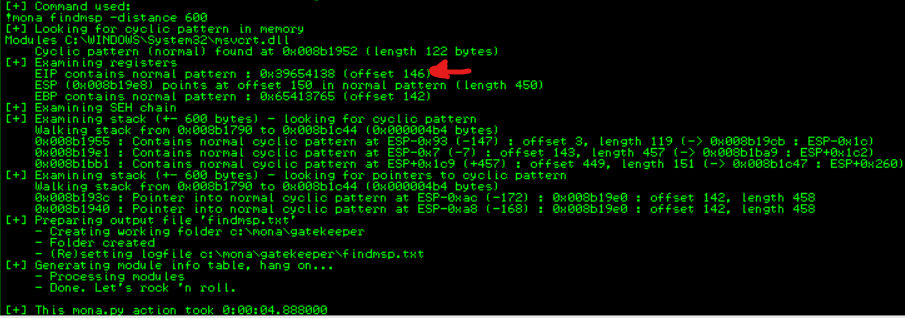 [+] Command used:
!mona findmsp -distance 600
[+] Looking for cyclic pattern in memory
Modules C:\WINDOWS\System32\msvcrt.dll
Cyclic pattern (normal) found at 0x008b1952 (length 122 bytes)
[+] Examining registers
EIP contains normal pattern : 0x39654138 (offset 146)
ESP (0x008b19e8) points at offset 150 in normal pattern (length 450)
EBP contains normal pattern : 0x65413765 (offset 142)
[+] Examining SEH chain
[+] Examining stack (+- 600 bytes) - looking for cyclic pattern
Walking stack from 0x008b1790 to 0x008b1c44 (0x000004b4 bytes)
0x008b1955 : Contains normal cyclic pattern at ESP-0x93 (-147) : offset 3, length 119 (-> 0x008b19cb : ESP-0x1c)
0x008b19e1 : Contains normal cyclic pattern at ESP-0x7 (-7) : offset 143, length 457 (-> 0x008b1ba9 : ESP+0x1c2)
0x008b1bb1 : Contains normal cyclic pattern at ESP+0x1c9 (+457) : offset 449, length 151 (-> 0x008b1c47 : ESP+0x260)
[+] Examining stack (+- 600 bytes) - looking for pointers to cyclic pattern
Walking stack from 0x008b1790 to 0x008b1c44 (0x000004b4 bytes)
0x008b193c : Pointer into normal cyclic pattern at ESP-0xac (-172) : 0x008b19e0 : offset 142, length 458
0x008b1940 : Pointer into normal cyclic pattern at ESP-0xa8 (-168) : 0x008b19e0 : offset 142, length 458
[+] Preparing output file 'findmsp.txt'
- Creating working folder c:\mona\gatekeeper
- Folder created
- (Re)setting logfile c:\mona\gatekeeper\findmsp.txt
[+] Generating module info table, hang on...
- Processing modules
- Done. Let's rock 'n roll.
[+] This mona.py action took 0:00:04.888000